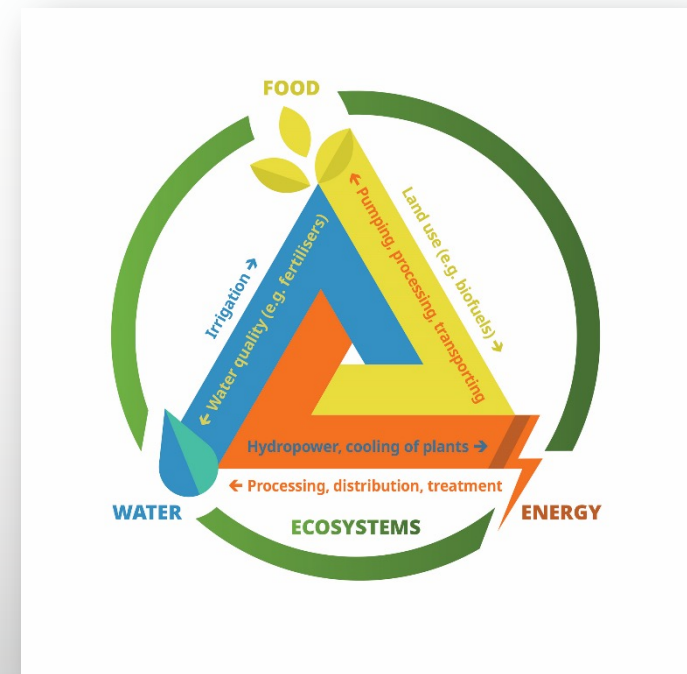 FOOD
Irrigation →
← Water quality (e.g. fertilisers)
← Pumping, processing, transporting
Land use (e.g. biofuels) →
Hydropower, cooling of plants →
← Processing, distribution, treatment
WATER
ECOSYSTEMS
ENERGY